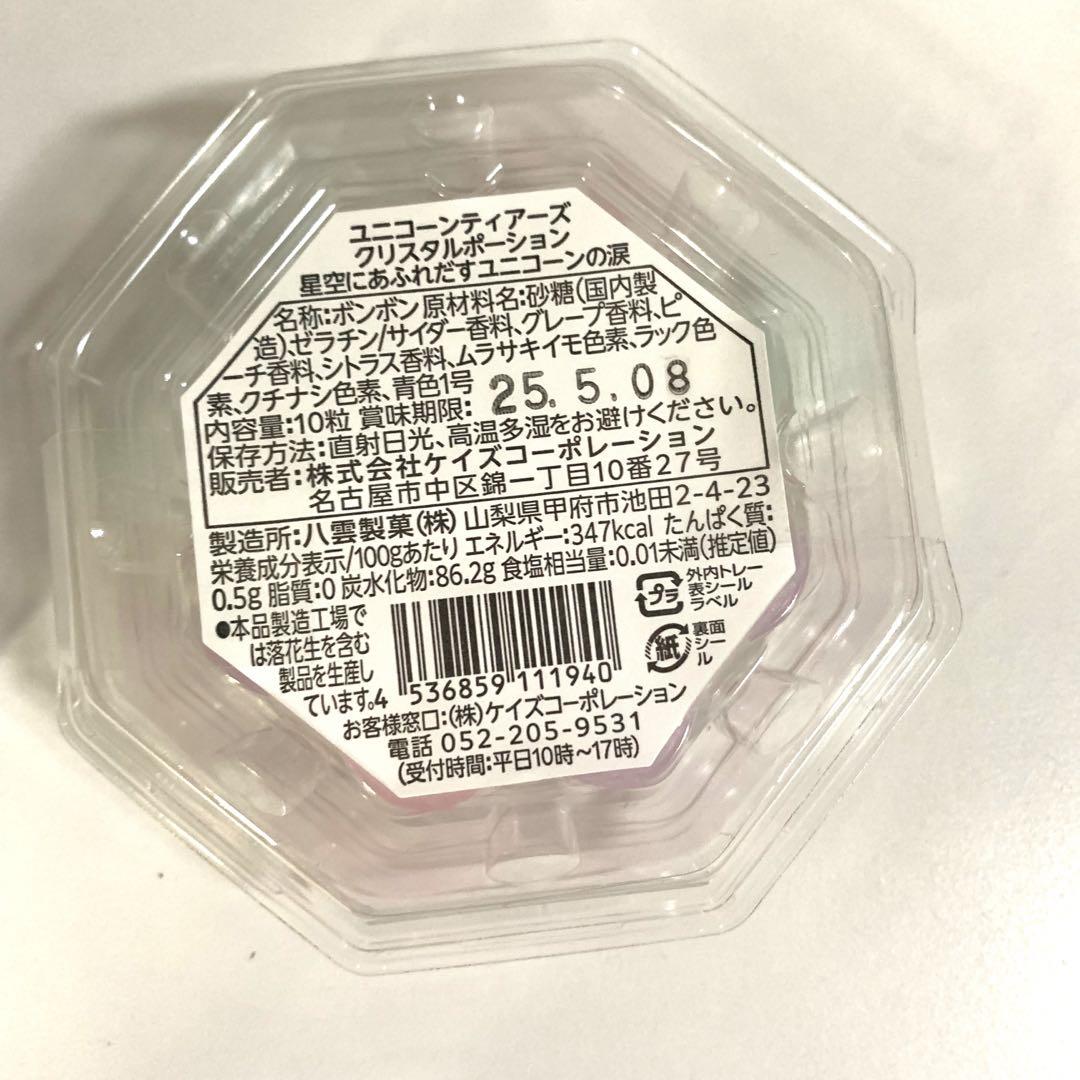 ユニコーンティアーズ
クリスタルポーション
星空にあふれだすユニコーンの涙
名称:ボンボン 原材料名:砂糖(国内製
造)、ゼラチン/サイダー香料、グレープ香料、ピ
ーチ香料、シトラス香料、ムラサキイモ色素、ラック色
素、クチナシ色素、青色1号
内容量:10粒 賞味期限: 25.5.08
保存方法:直射日光、高温多湿をお避けください。
販売者:株式会社ケイズコーポレーション
名古屋市中区錦一丁目10番27号
製造所:八雲製菓(株) 山梨県甲府市池田2-4-23
栄養成分表示/100gあたり エネルギー:347kcal たんぱく質:
0.5g 脂質:0 炭水化物:86.2g 食塩相当量:0.01未満(推定値)
●本品製造工場で
は落花生を含む
製品を生産し
ています。
4 536859 111940
プラ
外内トレー
表シール
ラベル
紙
裏面
シー
ル
お客様窓口:(株)ケイズコーポレーション
電話 052-205-9531
(受付時間:平日10時～17時)